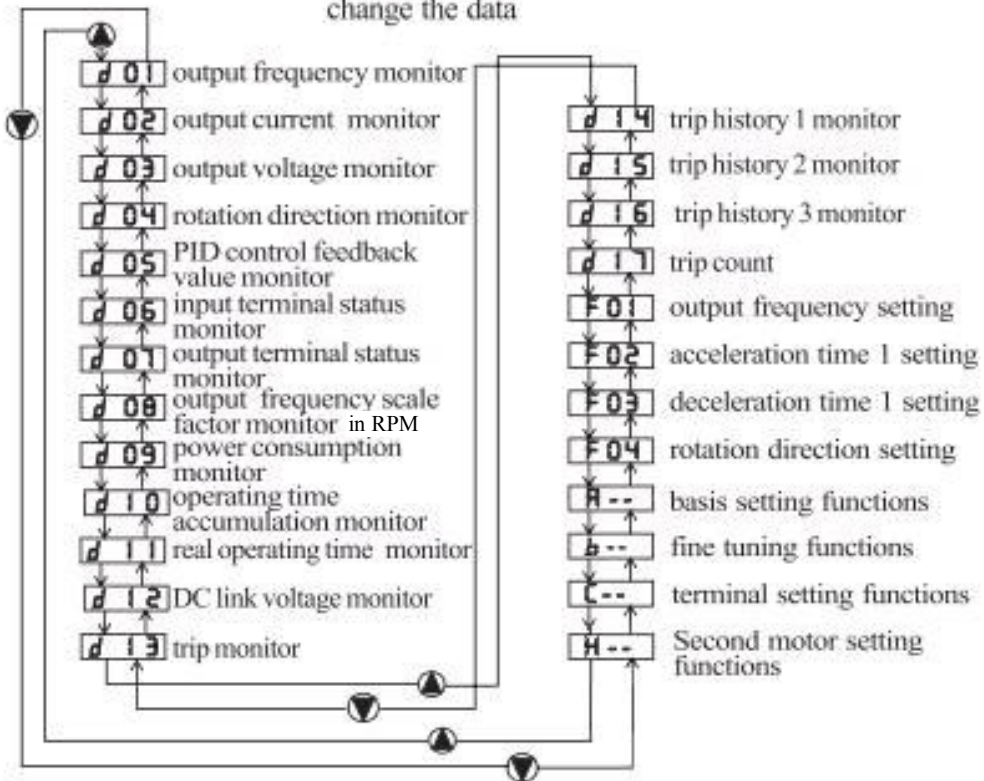 change the data
d 01 output frequency monitor
d 02 output current monitor
d 03 output voltage monitor
d 04 rotation direction monitor
d 05 PID control feedback
value monitor
d 06 input terminal status
monitor
d 07 output terminal status
monitor
d 08 output frequency scale
factor monitor in RPM
d 09 power consumption
monitor
d 10 operating time
accumulation monitor
d 11 real operating time monitor
d 12 DC link voltage monitor
d 13 trip monitor
d 14 trip history 1 monitor
d 15 trip history 2 monitor
d 16 trip history 3 monitor
d 17 trip count
F 01 output frequency setting
F 02 acceleration time 1 setting
F 03 deceleration time 1 setting
F 04 rotation direction setting
A -- basis setting functions
b -- fine tuning functions
C -- terminal setting functions
H -- Second motor setting
functions